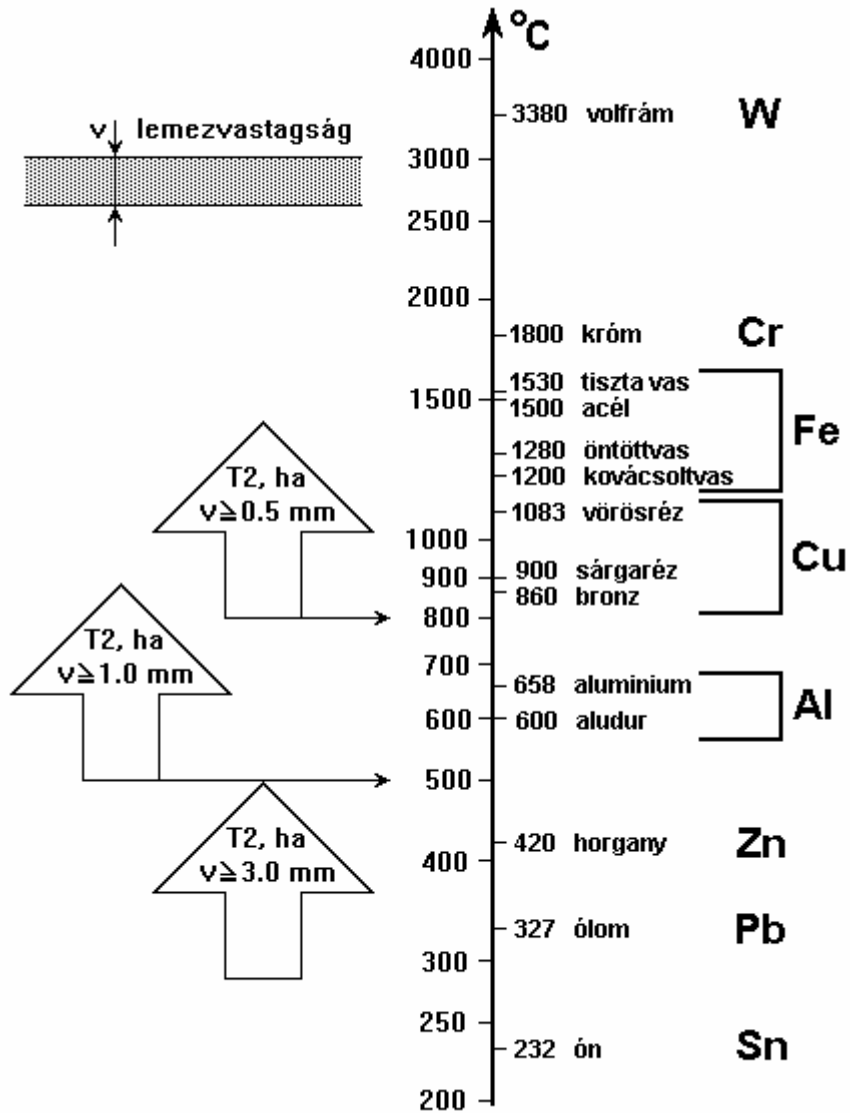 °C
4000
3380 volfrám W
v lemezvastagság
3000
2500
2000
1800 króm Cr
1530 tiszta vas
1500
1500 acél
Fe
1280 öntöttvas
1200 kovácsoltvas
T2, ha
v≧0.5 mm
1083 vörösréz
1000
Cu
900
900 sárgaréz
860 bronz
800
T2, ha
v≧1.0 mm
700
658 aluminium
Al
600
600 aludur
500
T2, ha
v≧3.0 mm
420 horgany Zn
400
327 ólom Pb
300
250
232 ón Sn
200